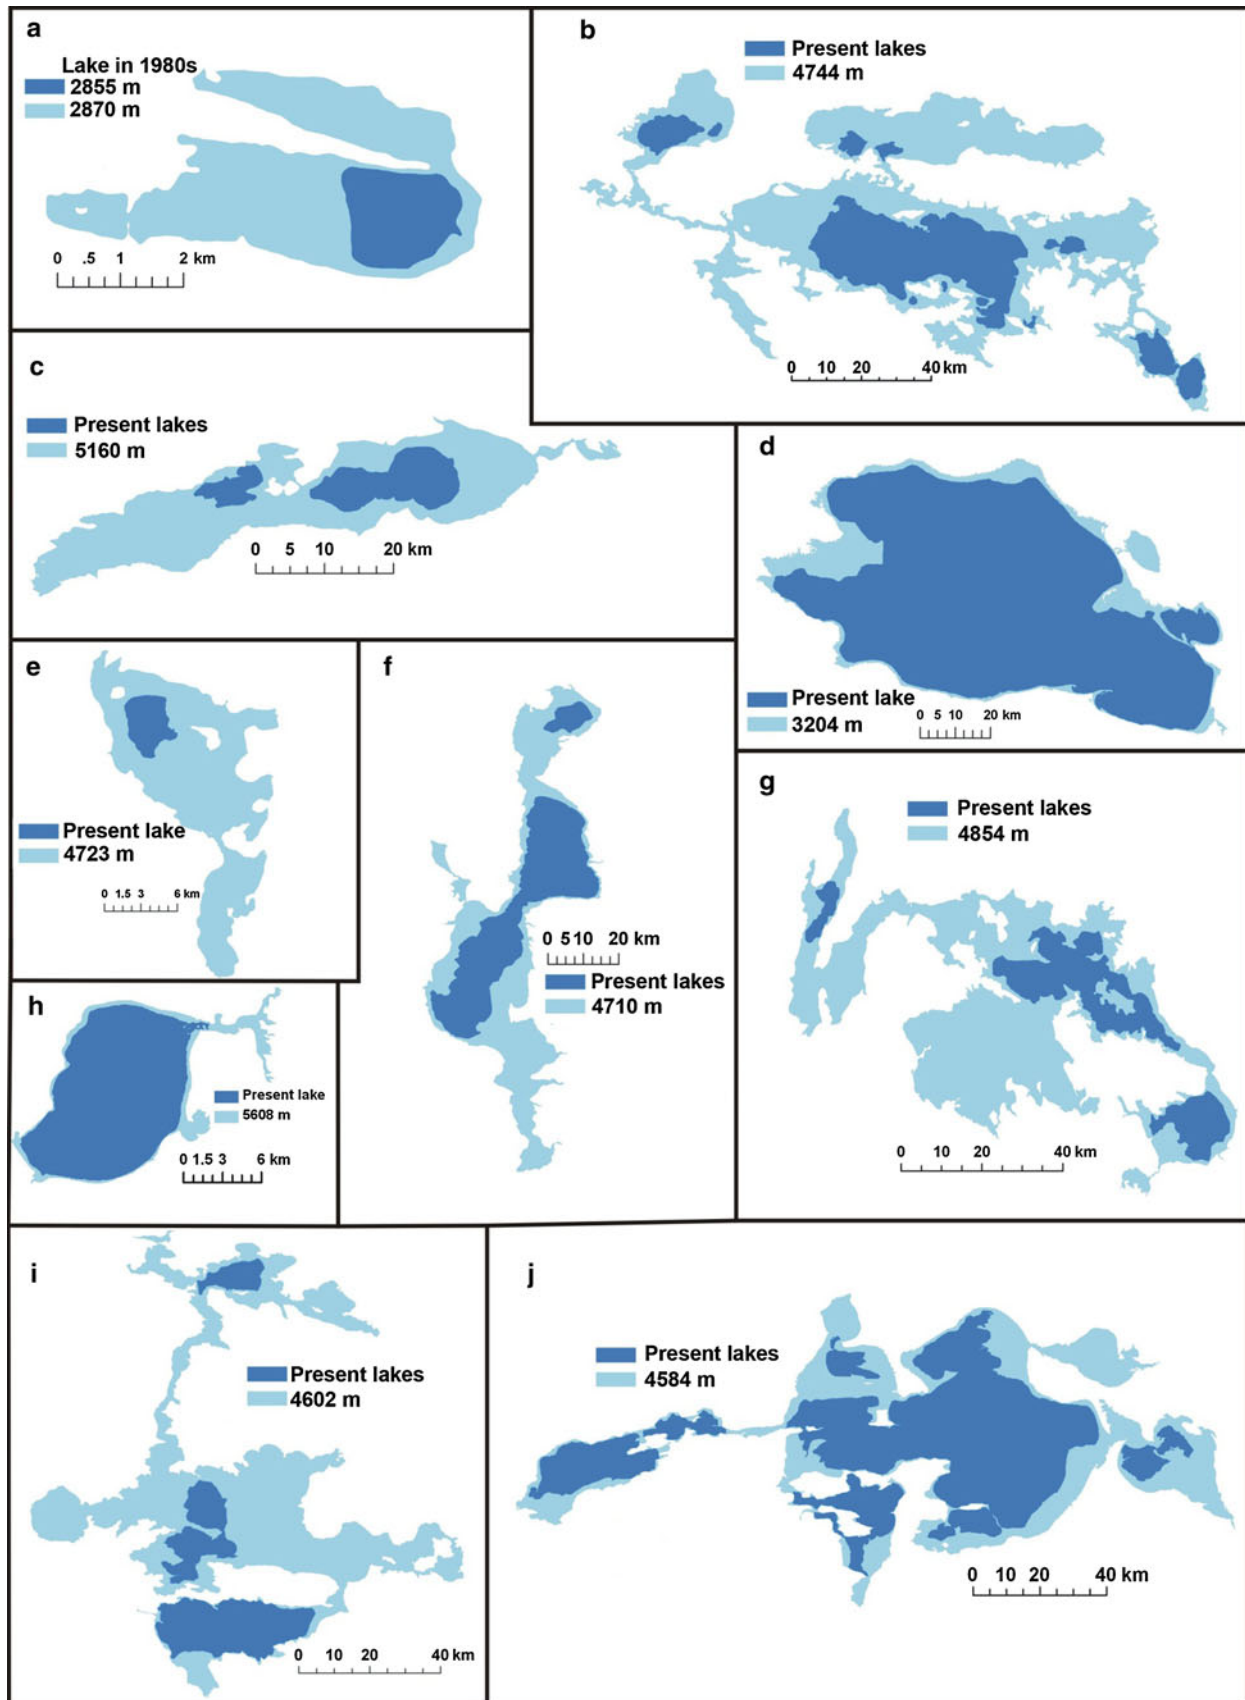 a
Lake in 1980s
2855 m
2870 m
0 .5 1 2 km
b
Present lakes
4744 m
0 10 20 40 km
c
Present lakes
5160 m
0 5 10 20 km
d
Present lake
3204 m
0 5 10 20 km
e
Present lake
4723 m
0 1.5 3 6 km
f
0 5 10 20 km
Present lakes
4710 m
g
Present lakes
4854 m
0 10 20 40 km
h
Present lake
5608 m
0 1.5 3 6 km
i
Present lakes
4602 m
0 10 20 40 km
j
Present lakes
4584 m
0 10 20 40 km